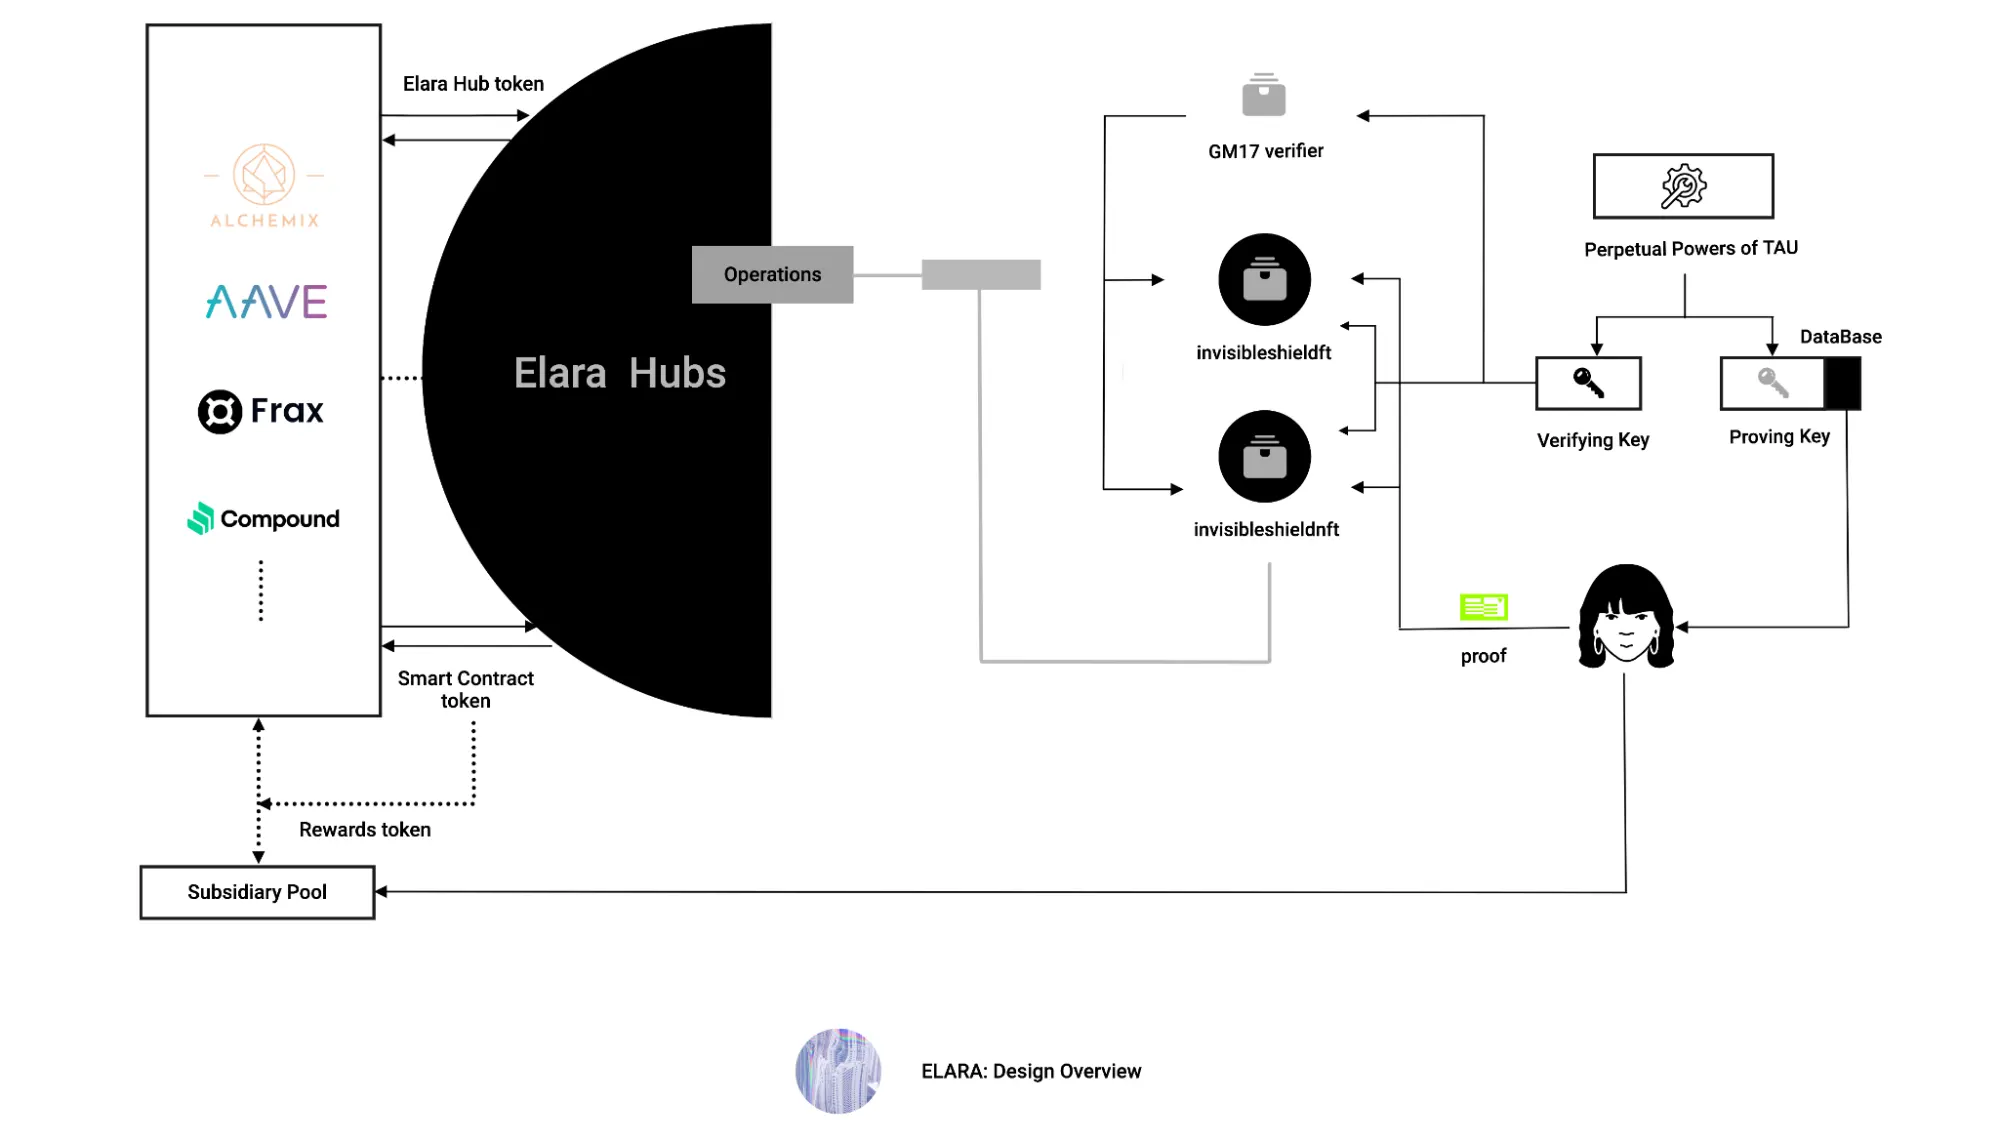 Elara Hub token
ALCHEMIX
AAVE
Frax
Compound
Elara Hubs
Operations
Smart Contract
token
Rewards token
Subsidiary Pool
GM17 verifier
invisibleshieldft
invisibleshieldnft
Perpetual Powers of TAU
DataBase
Verifying Key
Proving Key
proof
ELARA: Design Overview